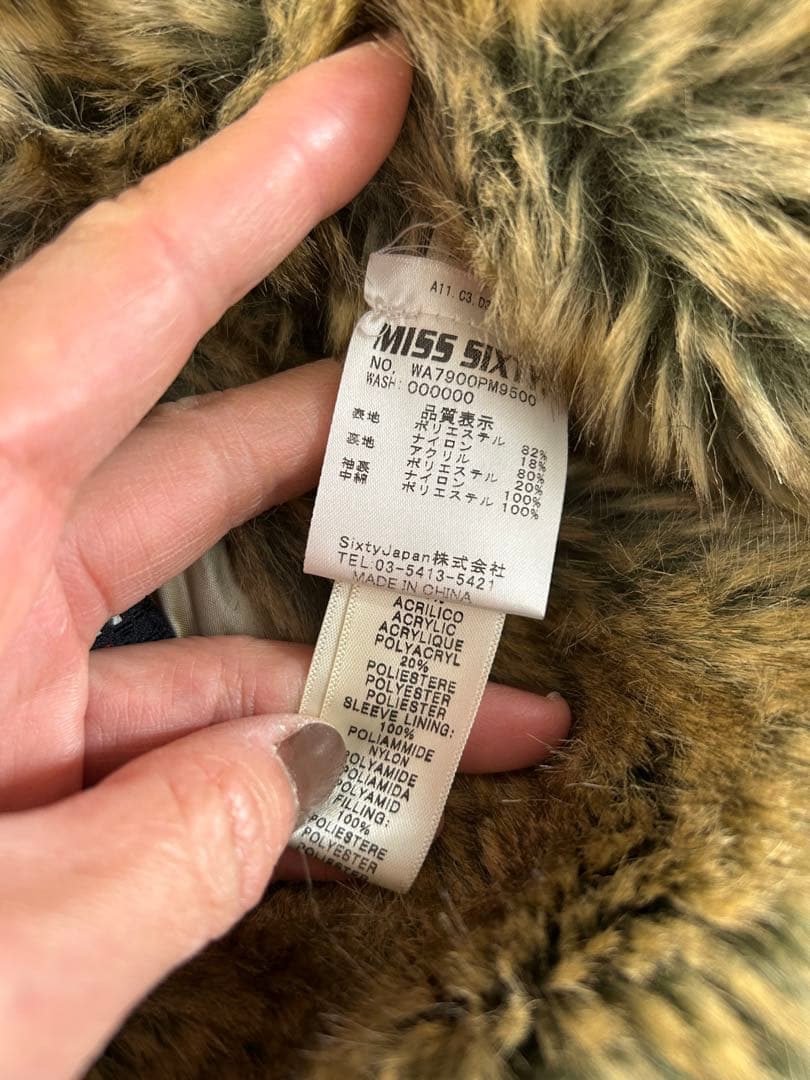 A11. C3. D
MISS SIXTY
NO. WA7900PM9500
WASH: 000000
品質表示
表地 ポリエステル 82%
ナイロン 18%
裏地 アクリル 80%
ポリエステル 20%
袖裏 ナイロン 100%
中綿 ポリエステル 100%
SixtyJapan株式会社
TEL:03-5413-5421
MADE IN CHINA
ACRILICO
ACRYLIC
ACRYLIQUE
POLYACRYL
20%
POLIESTERE
POLYESTER
POLIESTER
SLEEVE LINING:
100%
POLIAMMIDE
NYLON
POLYAMIDE
POLIAMIDA
POLYAMID
FILLING:
100%
POLIESTERE
POLYESTER